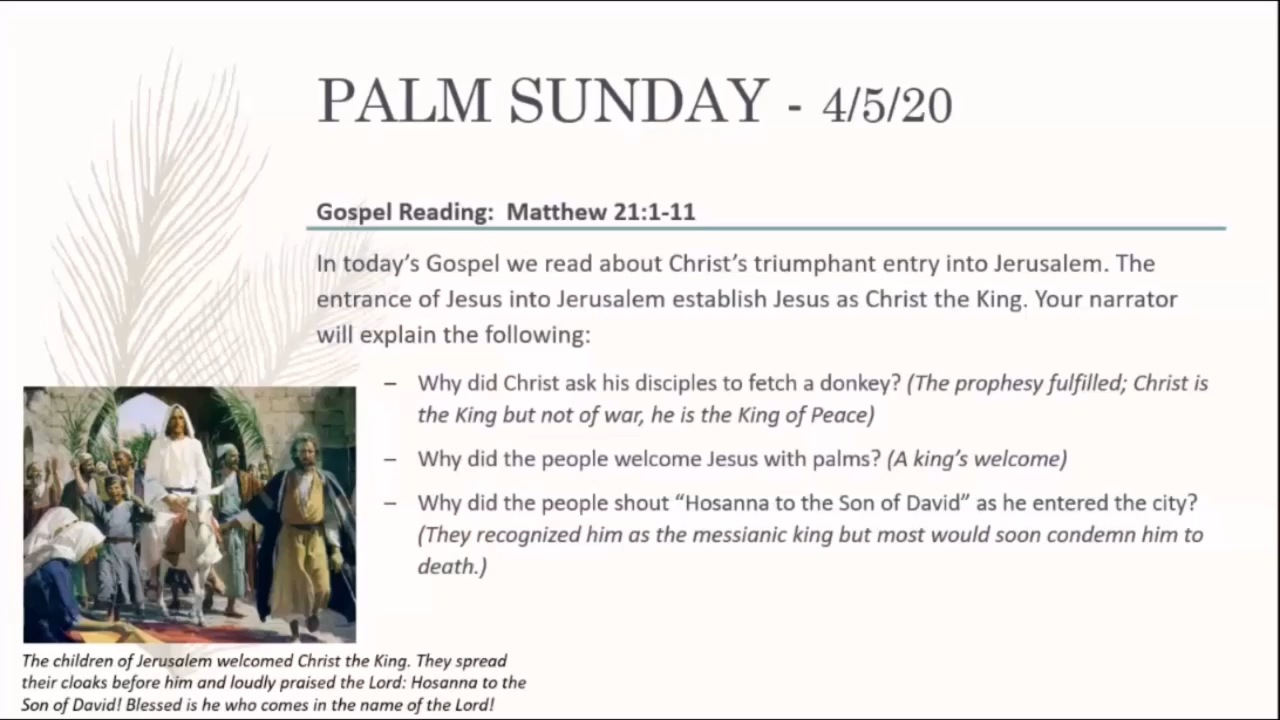 PALM SUNDAY - 4/5/20
Gospel Reading: Matthew 21:1-11
In today's Gospel we read about Christ's triumphant entry into Jerusalem. The
entrance of Jesus into Jerusalem establish Jesus as Christ the King. Your narrator
will explain the following:
– Why did Christ ask his disciples to fetch a donkey? (The prophesy fulfilled; Christ is
the King but not of war, he is the King of Peace)
– Why did the people welcome Jesus with palms? (A king's welcome)
– Why did the people shout “Hosanna to the Son of David” as he entered the city?
(They recognized him as the messianic king but most would soon condemn him to
death.)
The children of Jerusalem welcomed Christ the King. They spread
their cloaks before him and loudly praised the Lord: Hosanna to the
Son of David! Blessed is he who comes in the name of the Lord!